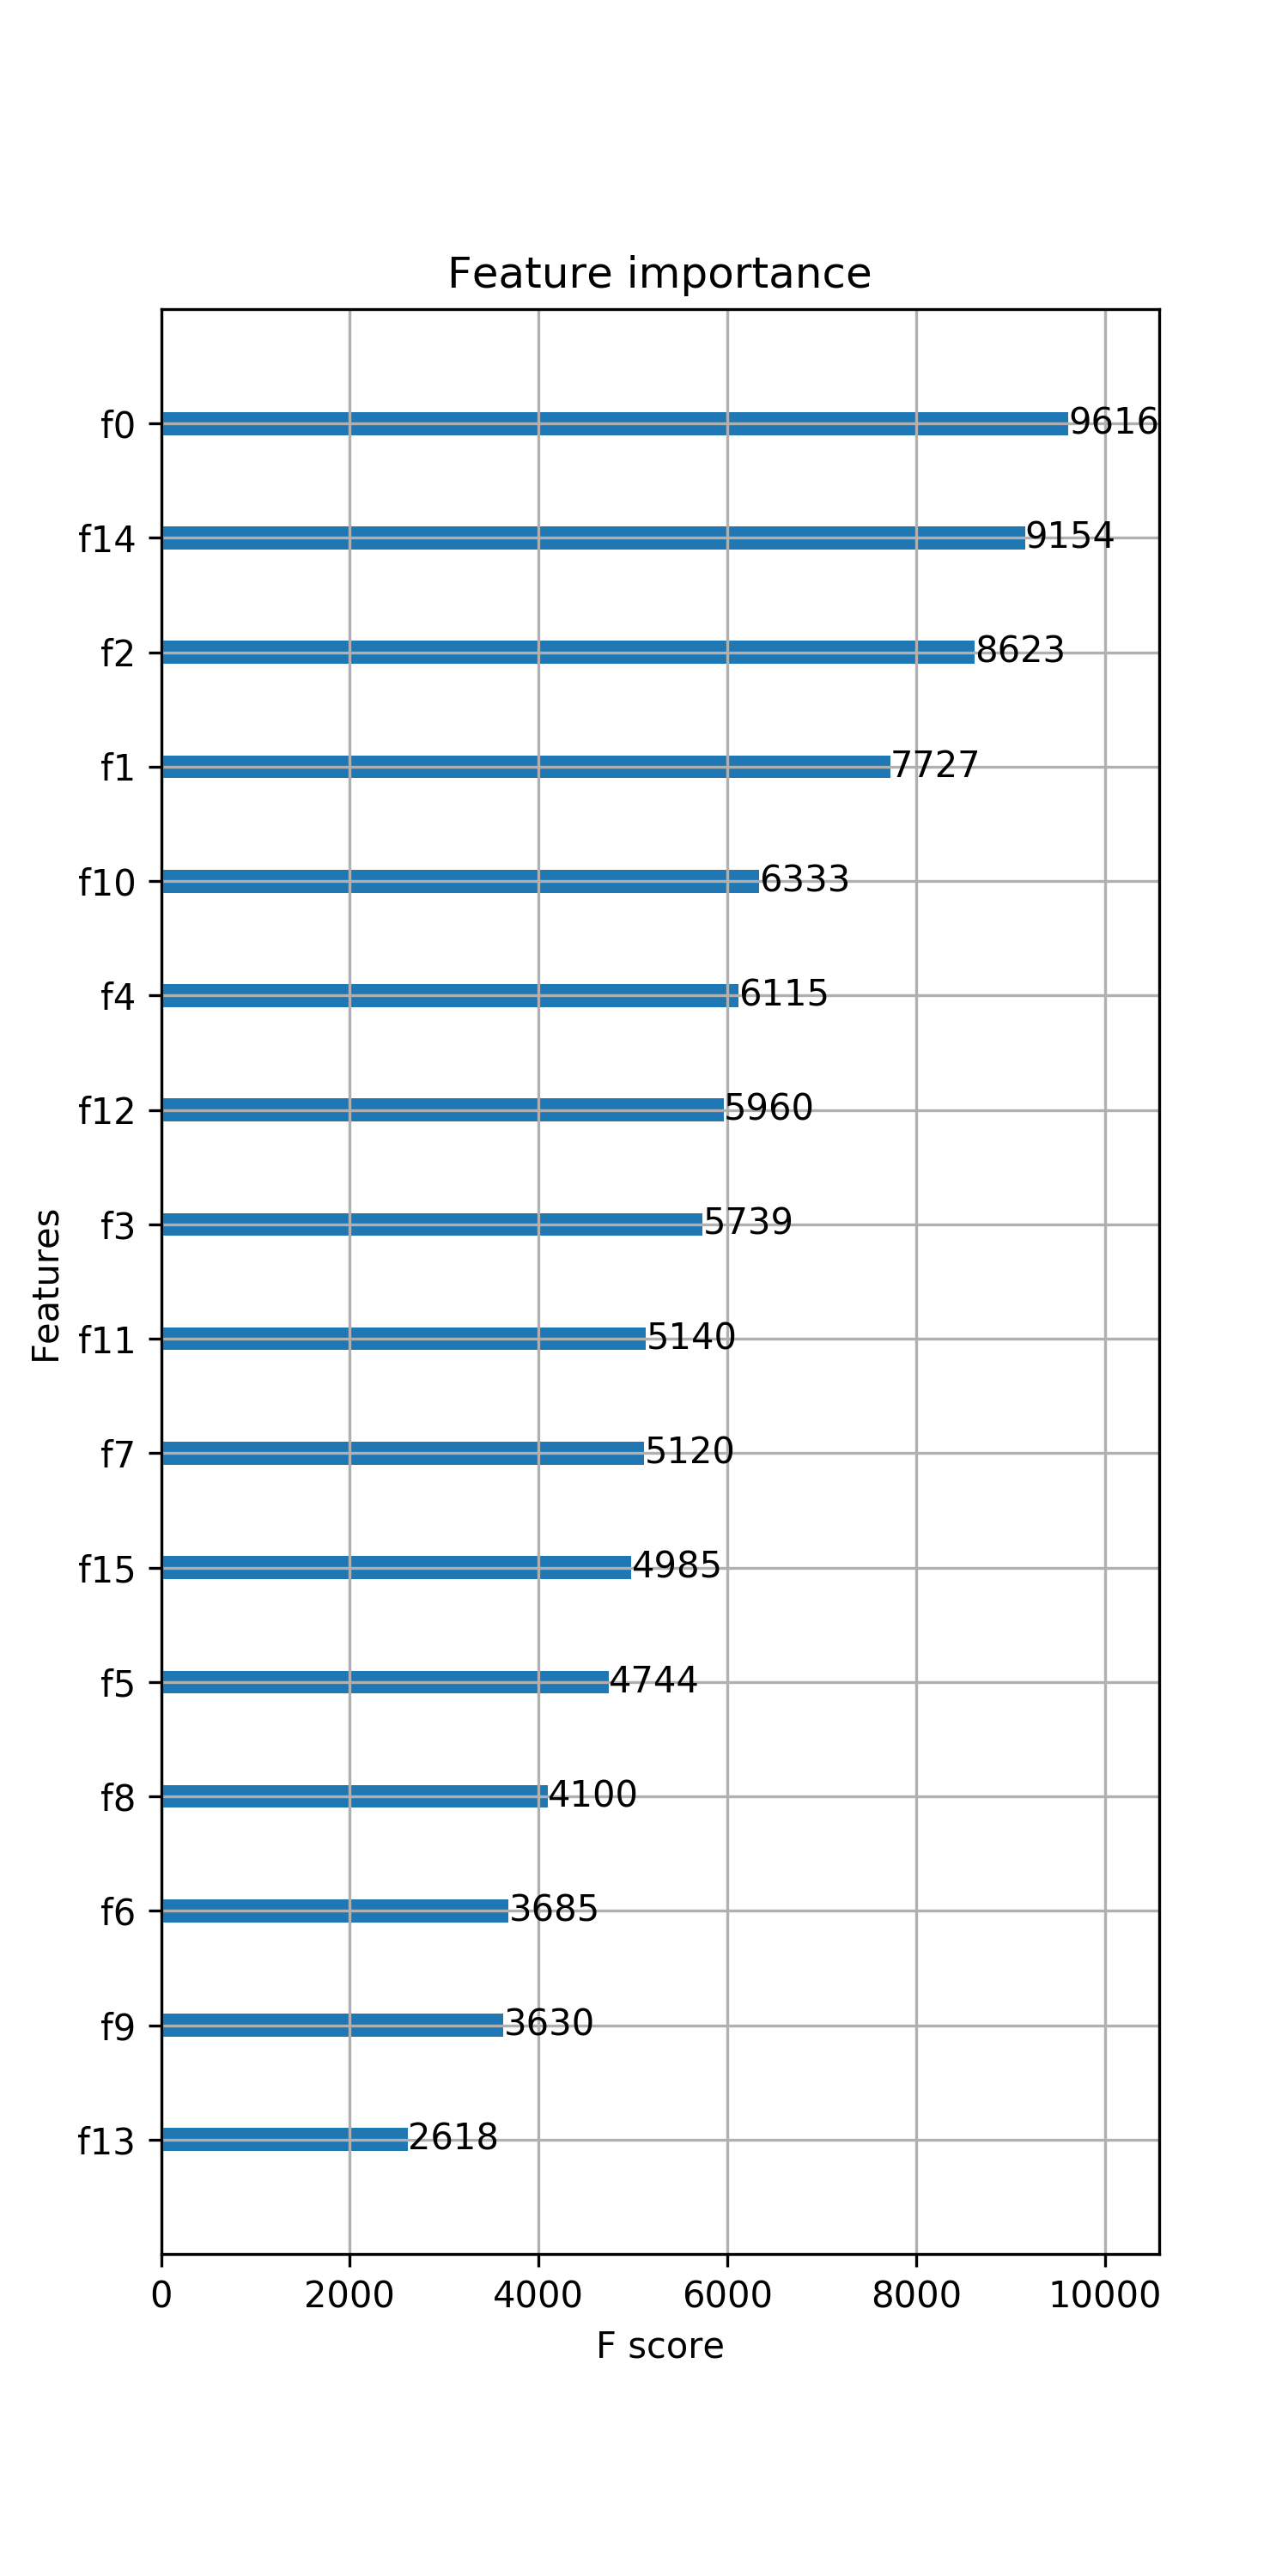 Feature importance
f0 9616
f14 9154
f2 8623
f1 7727
f10 6333
f4 6115
f12 5960
f3 5739
Features
f11 5140
f7 5120
f15 4985
f5 4744
f8 4100
f6 3685
f9 3630
f13 2618
0 2000 4000 6000 8000 10000
F score